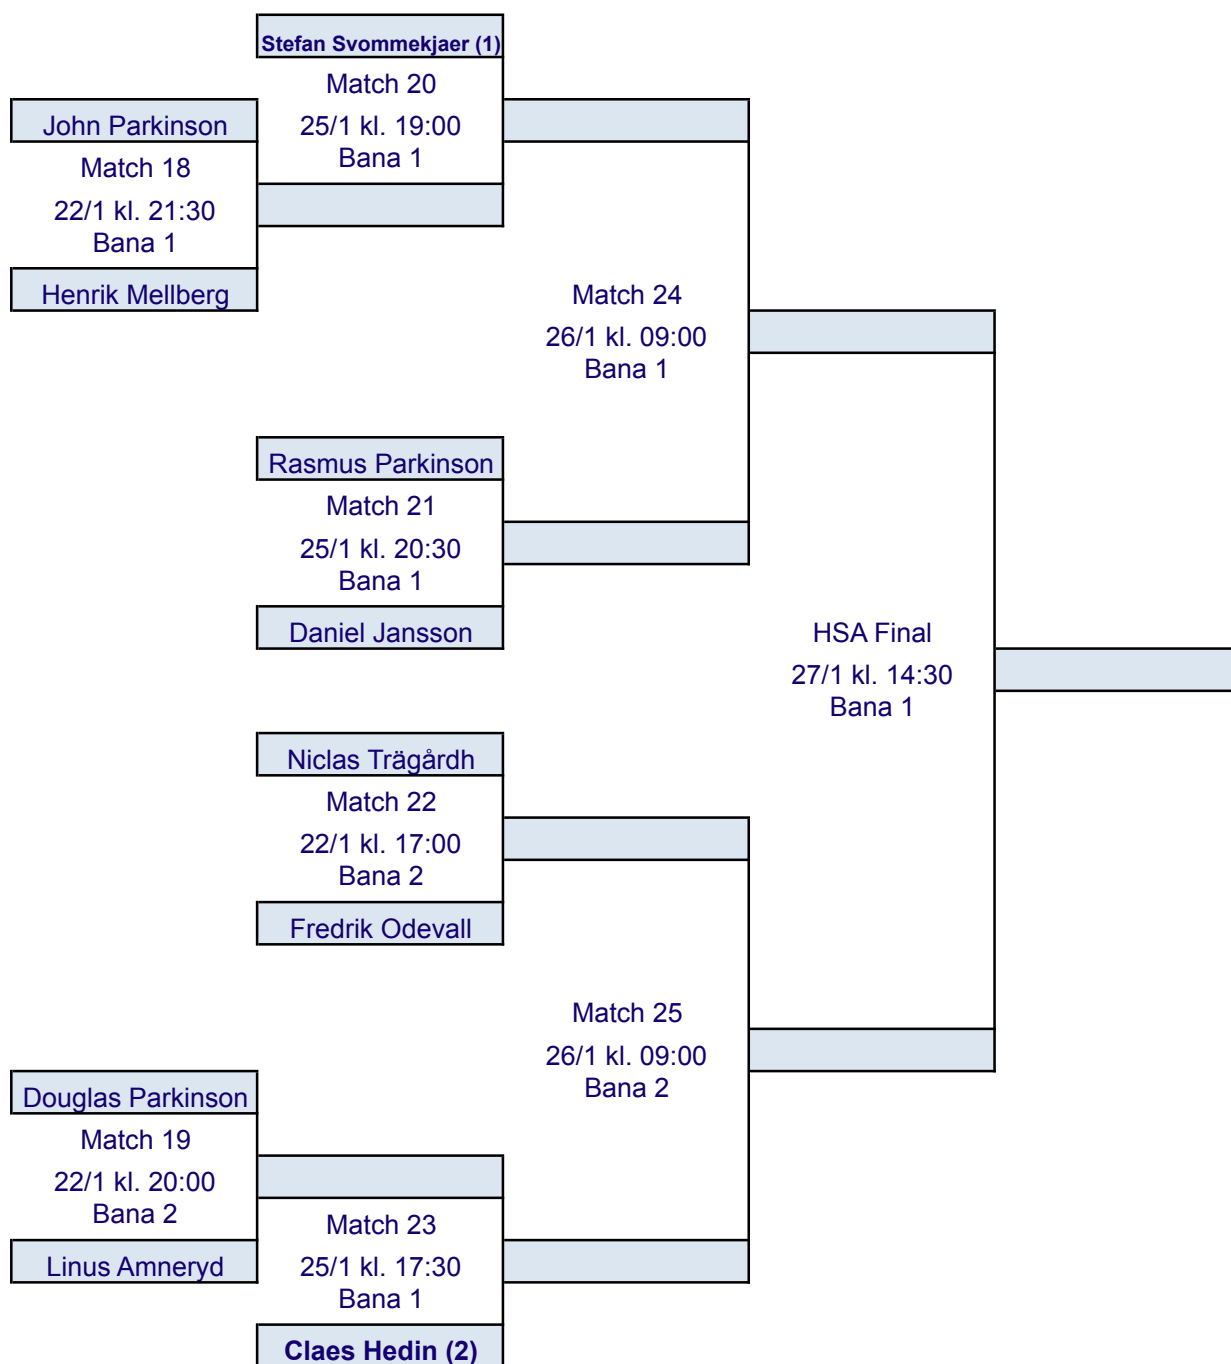 Stefan Svommekjaer (1)
Match 20
25/1 kl. 19:00
Bana 1
John Parkinson
Match 18
22/1 kl. 21:30
Bana 1
Henrik Mellberg
Match 24
26/1 kl. 09:00
Bana 1
Rasmus Parkinson
Match 21
25/1 kl. 20:30
Bana 1
Daniel Jansson
HSA Final
27/1 kl. 14:30
Bana 1
Niclas Trägårdh
Match 22
22/1 kl. 17:00
Bana 2
Fredrik Odevall
Match 25
26/1 kl. 09:00
Bana 2
Douglas Parkinson
Match 19
22/1 kl. 20:00
Bana 2
Linus Amneryd
Match 23
25/1 kl. 17:30
Bana 1
Claes Hedin (2)